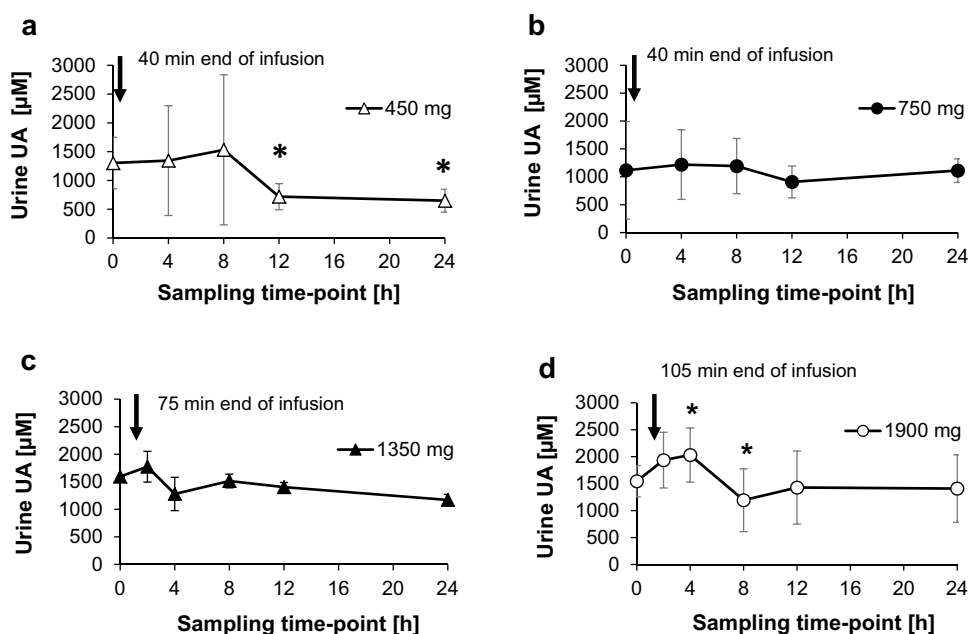 a
40 min end of infusion
3000
2500
2000
1500
1000
500
0
Urine UA [µM]
450 mg
*
*
0 4 8 12 16 20 24
Sampling time-point [h]
b
40 min end of infusion
3000
2500
2000
1500
1000
500
0
Urine UA [µM]
750 mg
0 4 8 12 16 20 24
Sampling time-point [h]
c
75 min end of infusion
3000
2500
2000
1500
1000
500
0
Urine UA [µM]
1350 mg
0 4 8 12 16 20 24
Sampling time-point [h]
d
105 min end of infusion
3000
2500
2000
1500
1000
500
0
Urine UA [µM]
1900 mg
*
*
0 4 8 12 16 20 24
Sampling time-point [h]